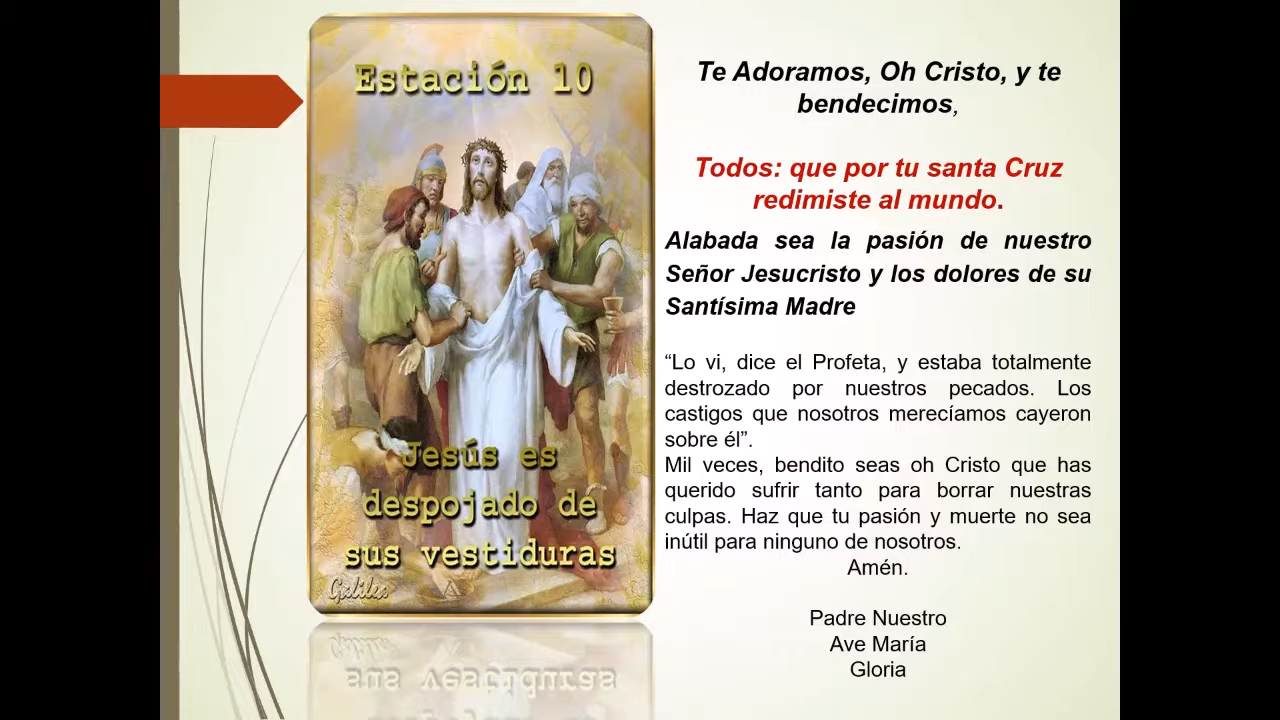 Estación 10
Jesús es
despojado de
sus vestiduras
Galilea
Te Adoramos, Oh Cristo, y te
bendecimos,
Todos: que por tu santa Cruz
redimiste al mundo.
Alabada sea la pasión de nuestro
Señor Jesucristo y los dolores de su
Santísima Madre
“Lo vi, dice el Profeta, y estaba totalmente
destrozado por nuestros pecados. Los
castigos que nosotros merecíamos cayeron
sobre él”.
Mil veces, bendito seas oh Cristo que has
querido sufrir tanto para borrar nuestras
culpas. Haz que tu pasión y muerte no sea
inútil para ninguno de nosotros.
Amén.
Padre Nuestro
Ave María
Gloria